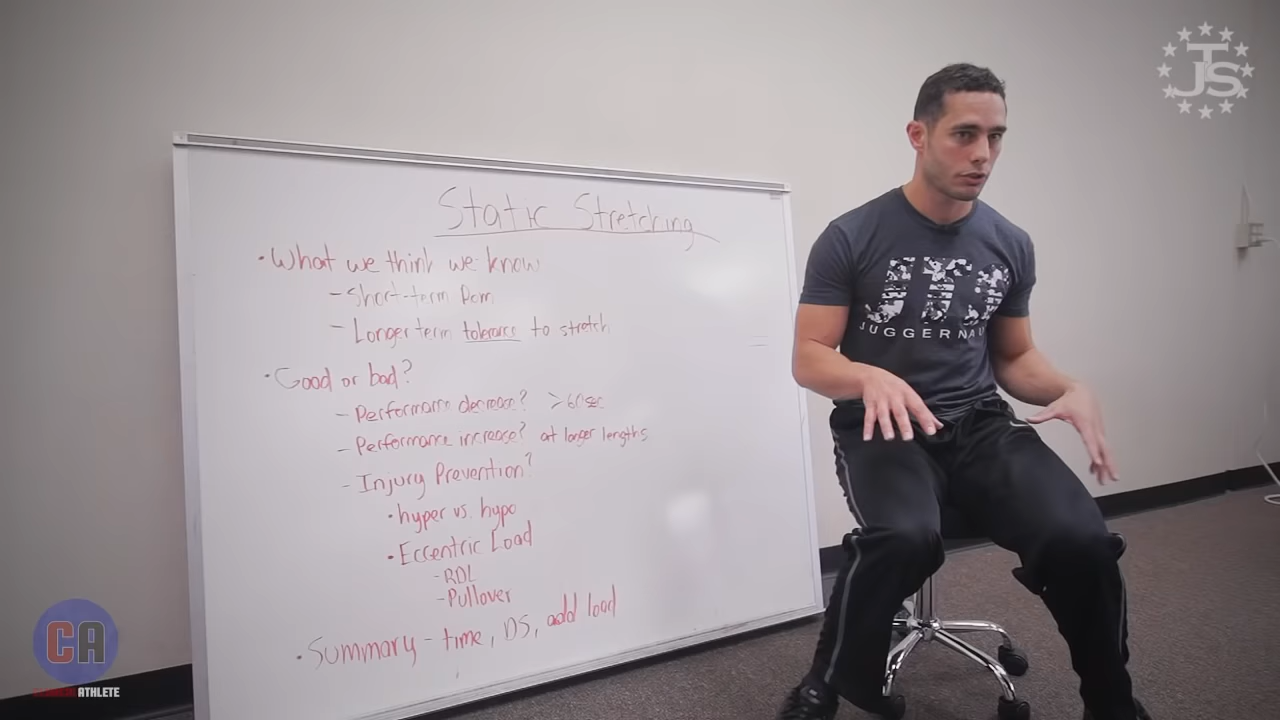 Static Stretching
• What we think we know
- Short-term Rom
- Longer term tolerance to stretch
• Good or bad?
- Performance decrease? >60sec
- Performance increase? at longer lengths
- Injury Prevention?
• hyper vs. hypo
• Eccentric Load
- RDL
- Pullover
• Summary - time, DS, add load
JTS
JTS
JUGGERNAU
CA
ATHLETE